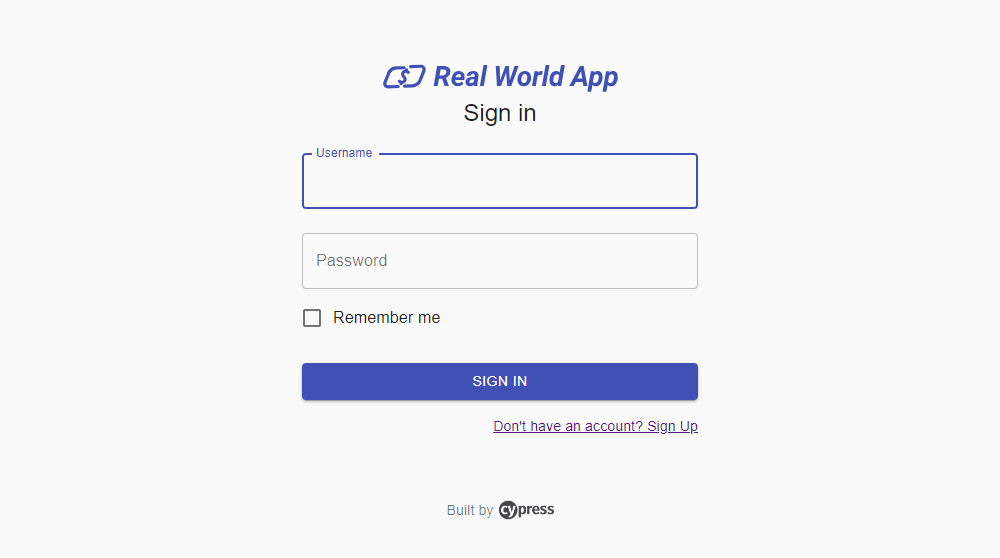 Real World App
Sign in
Username
Password
Remember me
SIGN IN
Don't have an account? Sign Up
Built by cypress